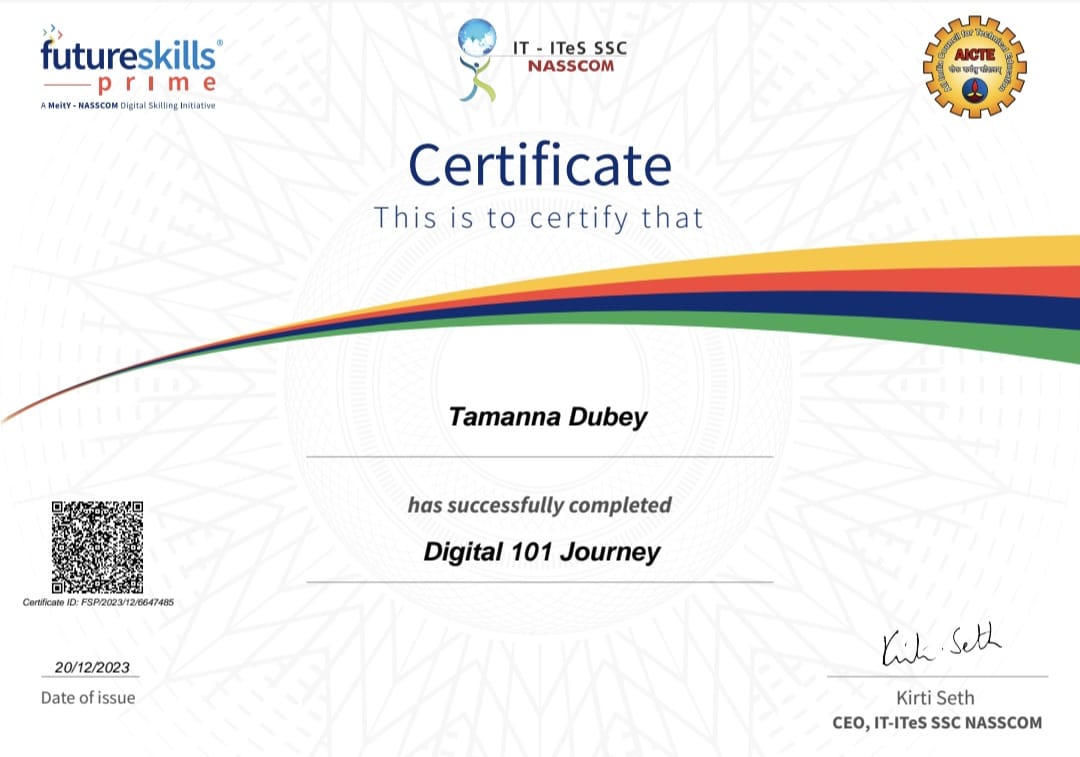 futureskills®
prime
A MeitY - NASSCOM Digital Skilling Initiative
IT - ITeS SSC
NASSCOM
All India Council for Technical Education
AICTE
Certificate
This is to certify that
Tamanna Dubey
has successfully completed
Digital 101 Journey
Certificate ID: FSP/2023/12/6647485
20/12/2023
Date of issue
Kirti Seth
Kirti Seth
CEO, IT-ITeS SSC NASSCOM